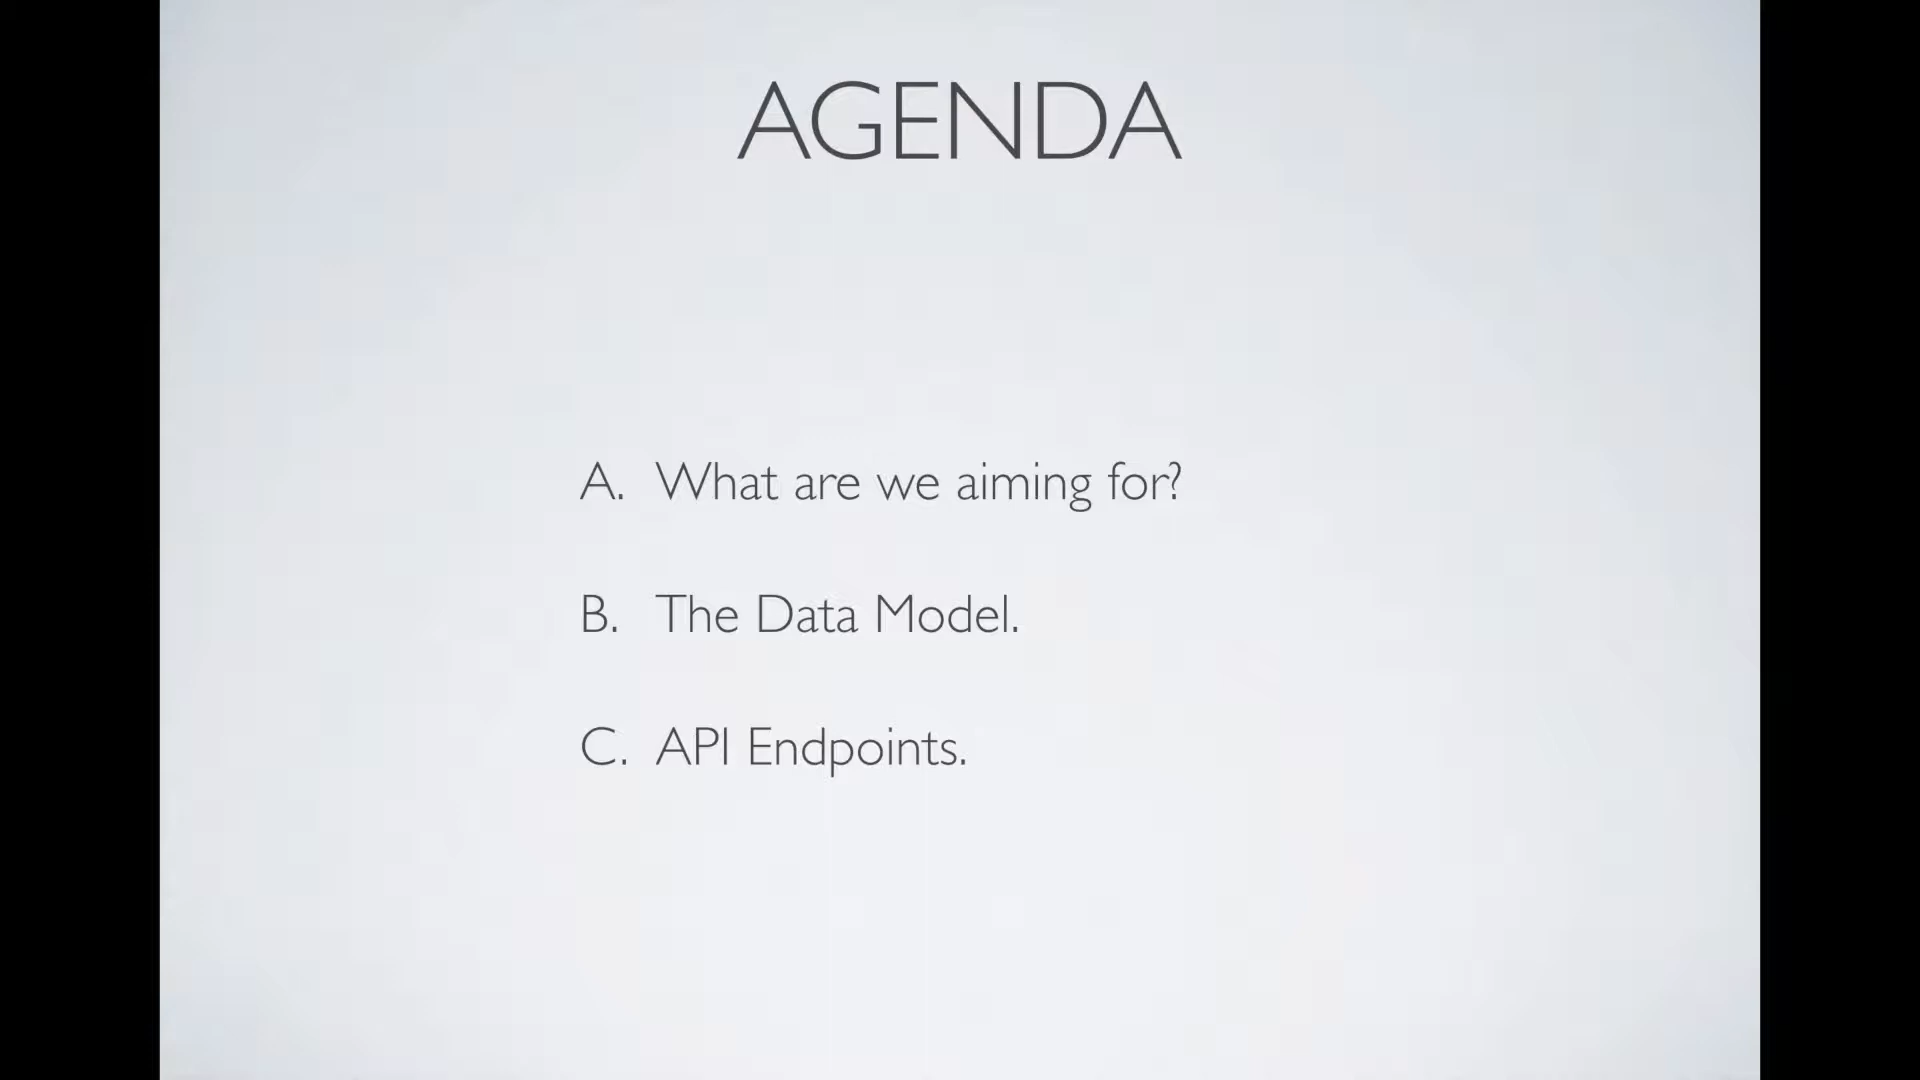 AGENDA
A. What are we aiming for?
B. The Data Model.
C. API Endpoints.